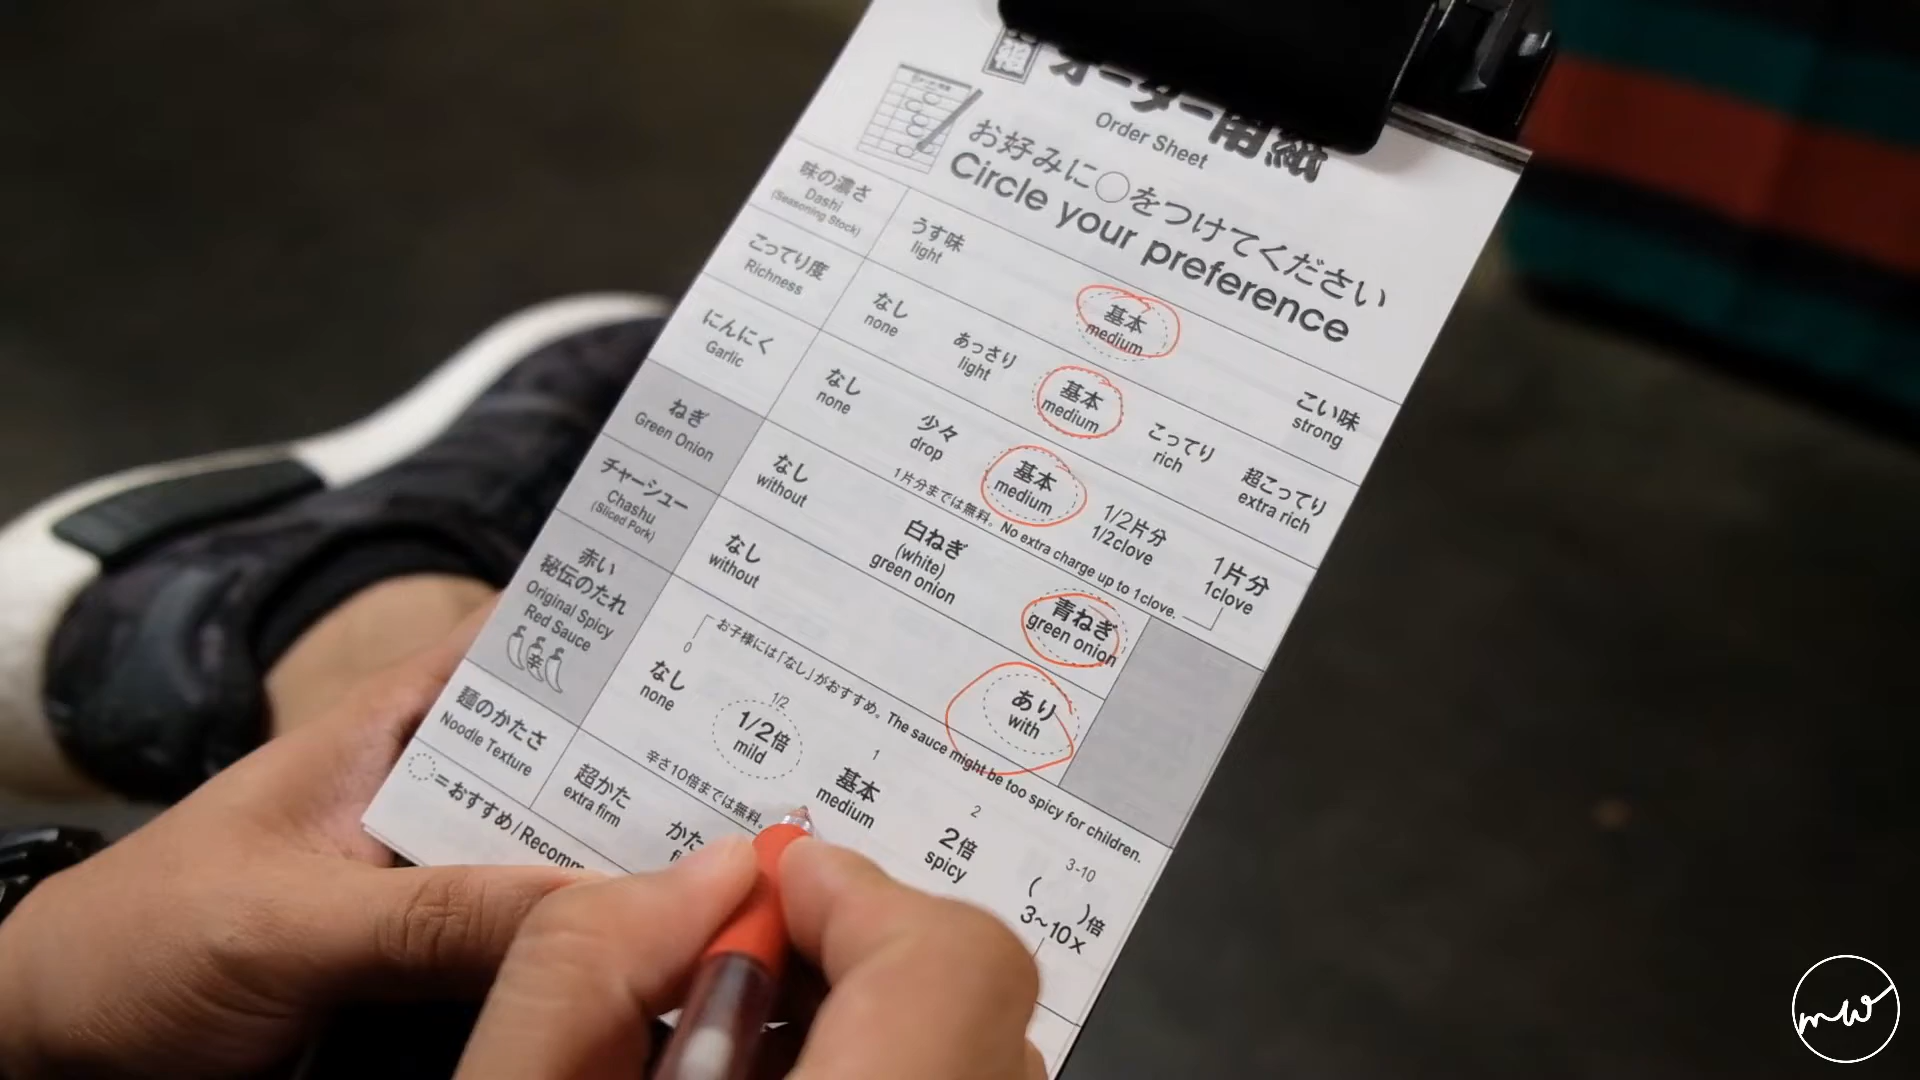 オーダー用紙
Order Sheet
お好みに○をつけてください
Circle your preference
味の濃さ
Dashi
(Seasoning Stock)
うす味
light
基本
medium
こい味
strong
こってり度
Richness
なし
none
あっさり
light
基本
medium
こってり
rich
超こってり
extra rich
にんにく
Garlic
なし
none
少々
drop
基本
medium
1/2片分
1/2clove
1片分
1clove
1片分までは無料。No extra charge up to 1clove.
ねぎ
Green Onion
なし
without
白ねぎ
(white)
green onion
青ねぎ
green onion
チャーシュー
Chashu
(Sliced Pork)
なし
without
あり
with
赤い
秘伝のたれ
Original Spicy
Red Sauce
辛
お子様には「なし」がおすすめ。The sauce might be too spicy for children.
0
なし
none
1/2
1/2倍
mild
1
基本
medium
2
2倍
spicy
3-10
( )倍
3~10x
辛さ10倍までは無料。
麺のかたさ
Noodle Texture
超かた
extra firm
かた
=おすすめ/Recomm
mw